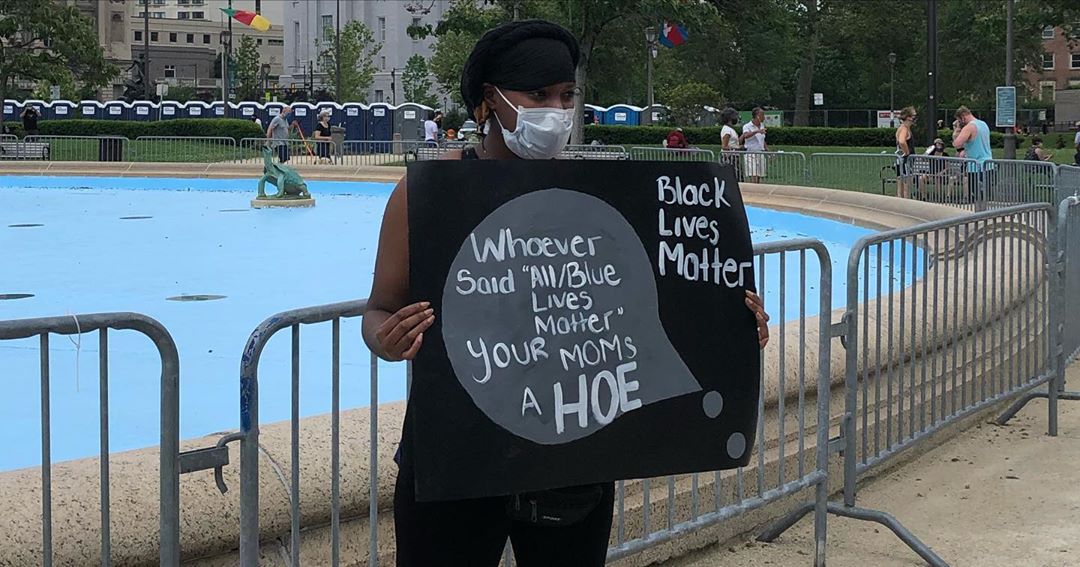 Whoever
Said "All/Blue
Lives
Matter"
YOUR MOMS
A HOE
Black
Lives
Matter